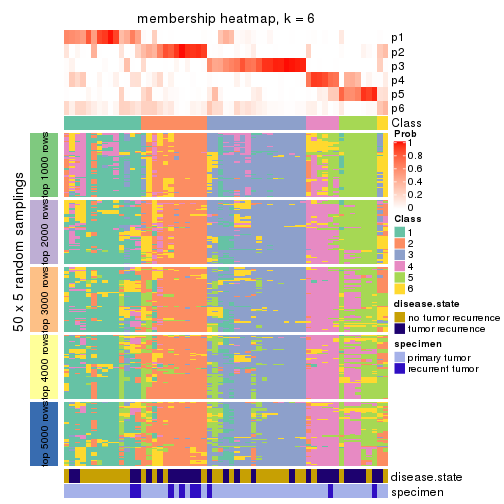 membership heatmap, k = 6
p1
p2
p3
p4
p5
p6
Class
50 x 5 random samplings
top 1000 rows
top 2000 rows
top 3000 rows
top 4000 rows
top 5000 rows
disease.state
specimen
Prob
1
0.8
0.6
0.4
0.2
0
Class
1
2
3
4
5
6
disease.state
no tumor recurrence
tumor recurrence
specimen
primary tumor
recurrent tumor